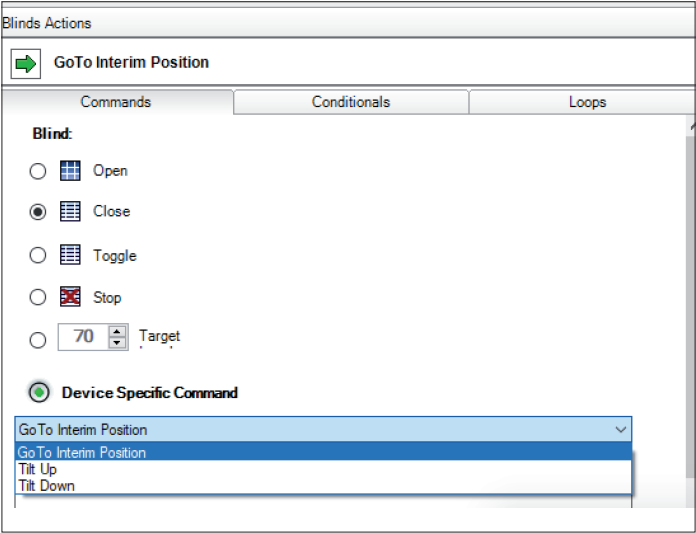 Blinds Actions
GoTo Interim Position
Commands Conditionals Loops
Blind:
Open
Close
Toggle
Stop
70 Target
Device Specific Command
GoTo Interim Position
GoTo Interim Position
Tilt Up
Tilt Down